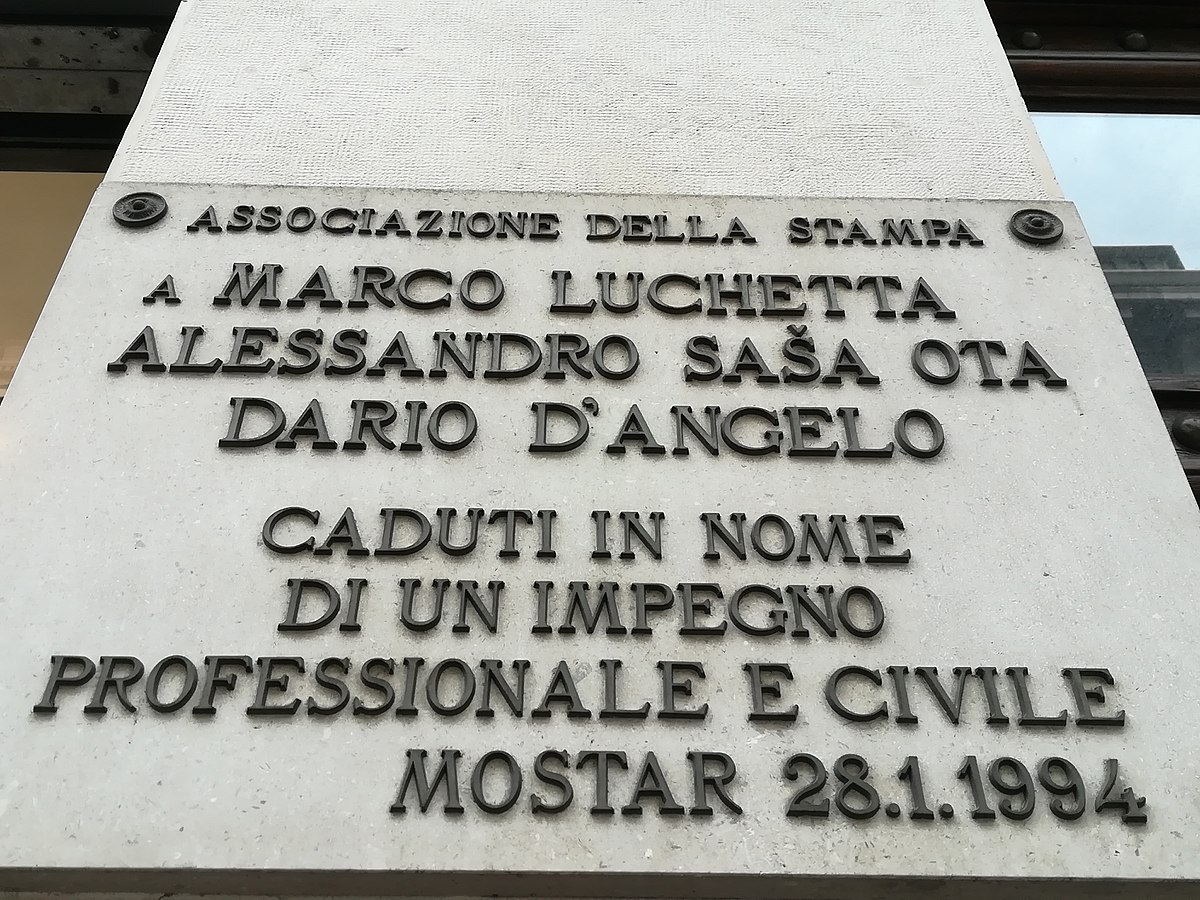 ASSOCIAZIONE DELLA STAMPA
A MARCO LUCHETTA
ALESSANDRO SAŠA OTA
DARIO D'ANGELO
CADUTI IN NOME
DI UN IMPEGNO
PROFESSIONALE E CIVILE
MOSTAR 28.1.1994